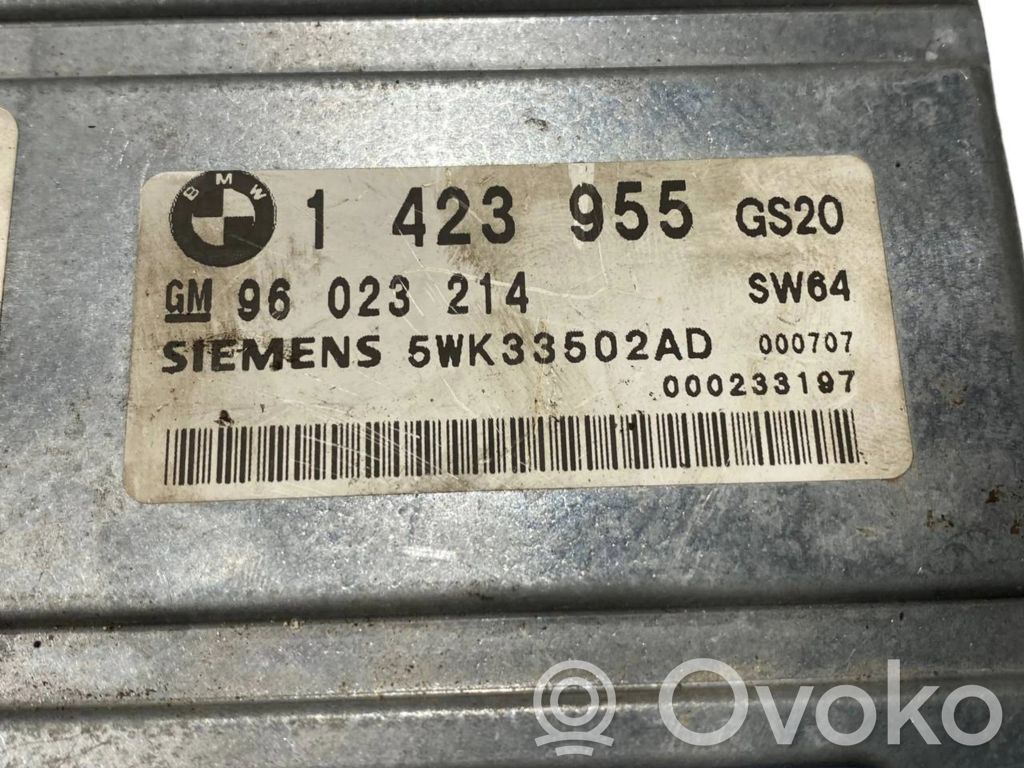 BMW 1 423 955 GS20
GM 96 023 214 SW64
SIEMENS 5WK33502AD 000707
000233197
© Ovoko